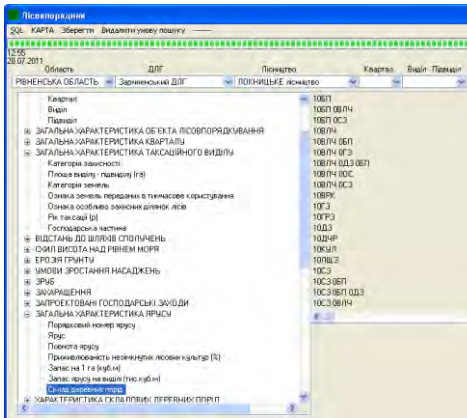 Лісовпорядник
SQL КАРТА Зберегти Видалити умову пошуку
12:55
28.07.2011
Область ДЛГ Лісництво Квартал Виділ Підвиділ
РІВНЕНСЬКА ОБЛАСТЬ Зарічненський ДЛГ ЛОКНИЦЬКЕ лісництво
Квартал
Виділ
Підвиділ
ЗАГАЛЬНА ХАРАКТЕРИСТИКА ОБ'ЄКТА ЛІСОВПОРЯДКУВАННЯ
ЗАГАЛЬНА ХАРАКТЕРИСТИКА КВАРТАЛУ
ЗАГАЛЬНА ХАРАКТЕРИСТИКА ТАКСАЦІЙНОГО ВИДІЛУ
Категорія захисності
Площа виділу - підвиділу (га)
Категорія земель
Ознака земель переданих в тимчасове користування
Ознака особливо захисних ділянок лісів
Рік таксації (р)
Господарська частина
ВІДСТАНЬ ДО ШЛЯХІВ СПОЛУЧЕНЬ
СХИЛ ВИСОТА НАД РІВНЕМ МОРЯ
ЕРОЗІЯ ГРУНТУ
УМОВИ ЗРОСТАННЯ НАСАДЖЕНЬ
ЗРУБ
ЗАХАРАЩЕННЯ
ЗАПРОЕКТОВАНІ ГОСПОДАРСЬКІ ЗАХОДИ
ЗАГАЛЬНА ХАРАКТЕРИСТИКА ЯРУСУ
Порядковий номер ярусу
Ярус
Повнота ярусу
Приживлюваність незімкнутих лісових культур (%)
Запас на 1 га (куб.м)
Запас ярусу на виділі (тис.куб.м)
Склад деревних порід
ХАРАКТЕРИСТИКА СКЛАДОВИХ ДЕРЕВНИХ ПОРІД
10БП
10БП 0ВЛЧ
10БП 0СЗ
10ВЛЧ
10ВЛЧ 0БП
10ВЛЧ 0ГЗ
10ВЛЧ 0ДЗ 0БП
10ВЛЧ 0ОС
10ВЛЧ 0СЗ
10ВРК
10ГЗ
10ГРЗ
10ДЗ
10ДЧР
10КУЛ
10ЛЩЗ
10СЗ
10СЗ 0БП
10СЗ 0БП 0ДЗ
10СЗ 0ВЛЧ